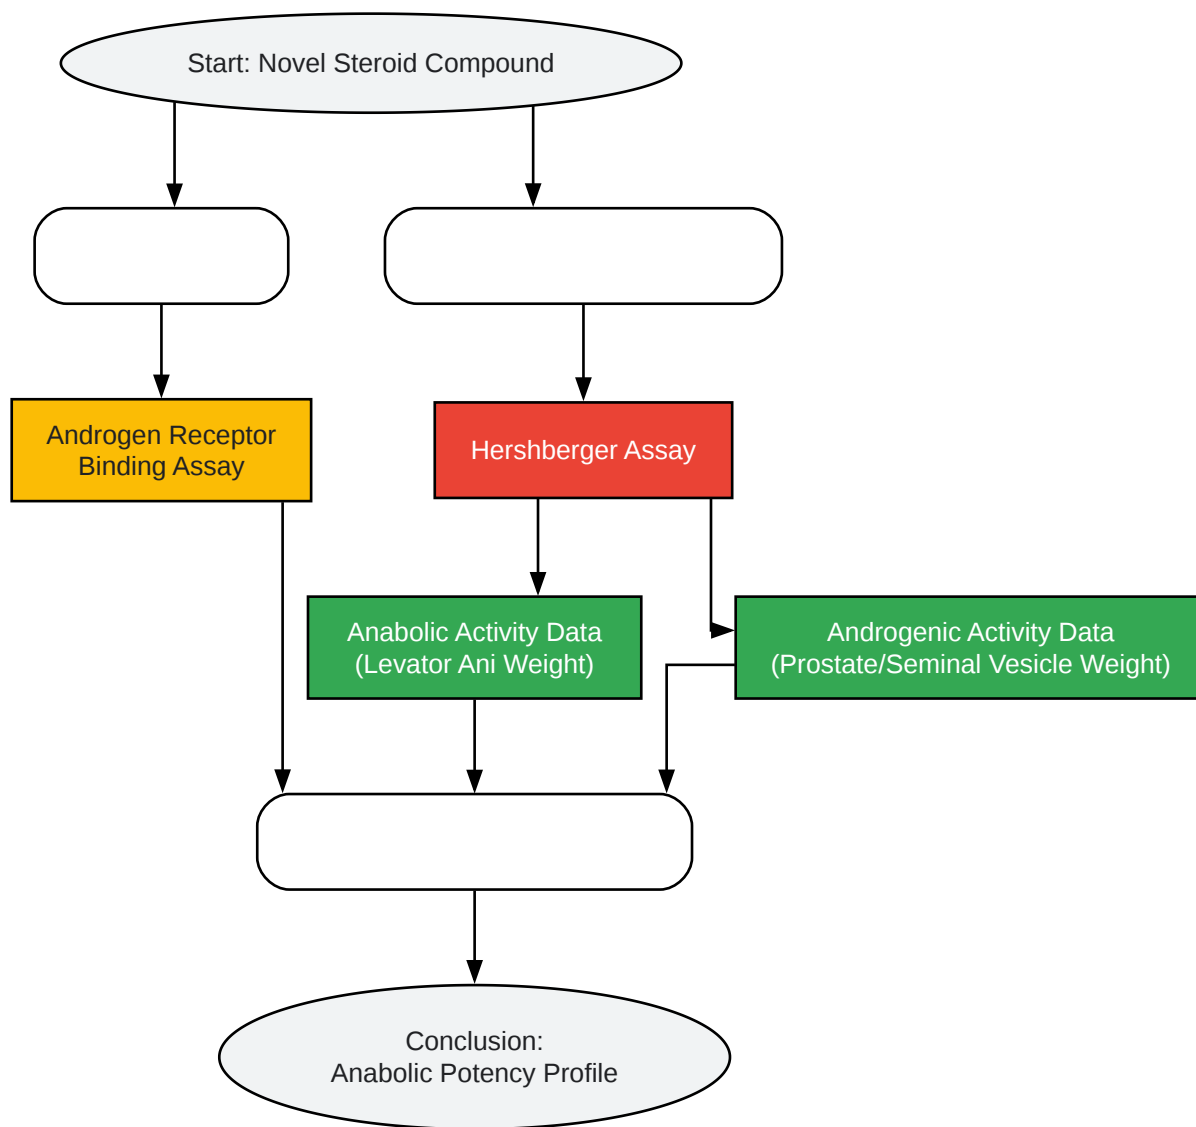 Start: Novel Steroid Compound
Androgen Receptor
Binding Assay
Hershberger Assay
Anabolic Activity Data
(Levator Ani Weight)
Androgenic Activity Data
(Prostate/Seminal Vesicle Weight)
Conclusion:
Anabolic Potency Profile